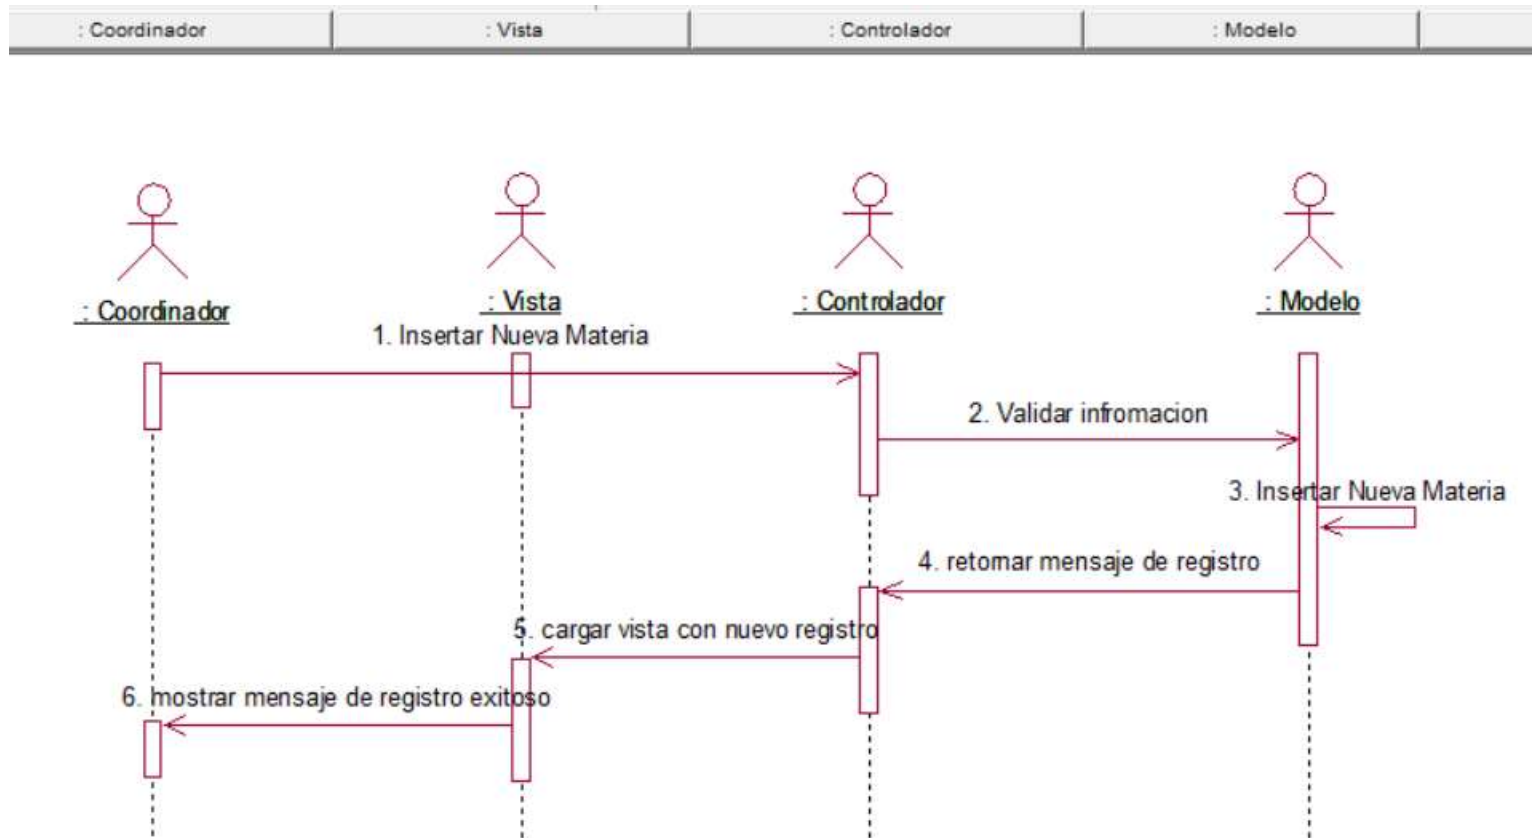 : Coordinador
: Vista
: Controlador
: Modelo
: Coordinador
: Vista
: Controlador
: Modelo
1. Insertar Nueva Materia
2. Validar infromacion
3. Insertar Nueva Materia
4. retornar mensaje de registro
5. cargar vista con nuevo registro
6. mostrar mensaje de registro exitoso